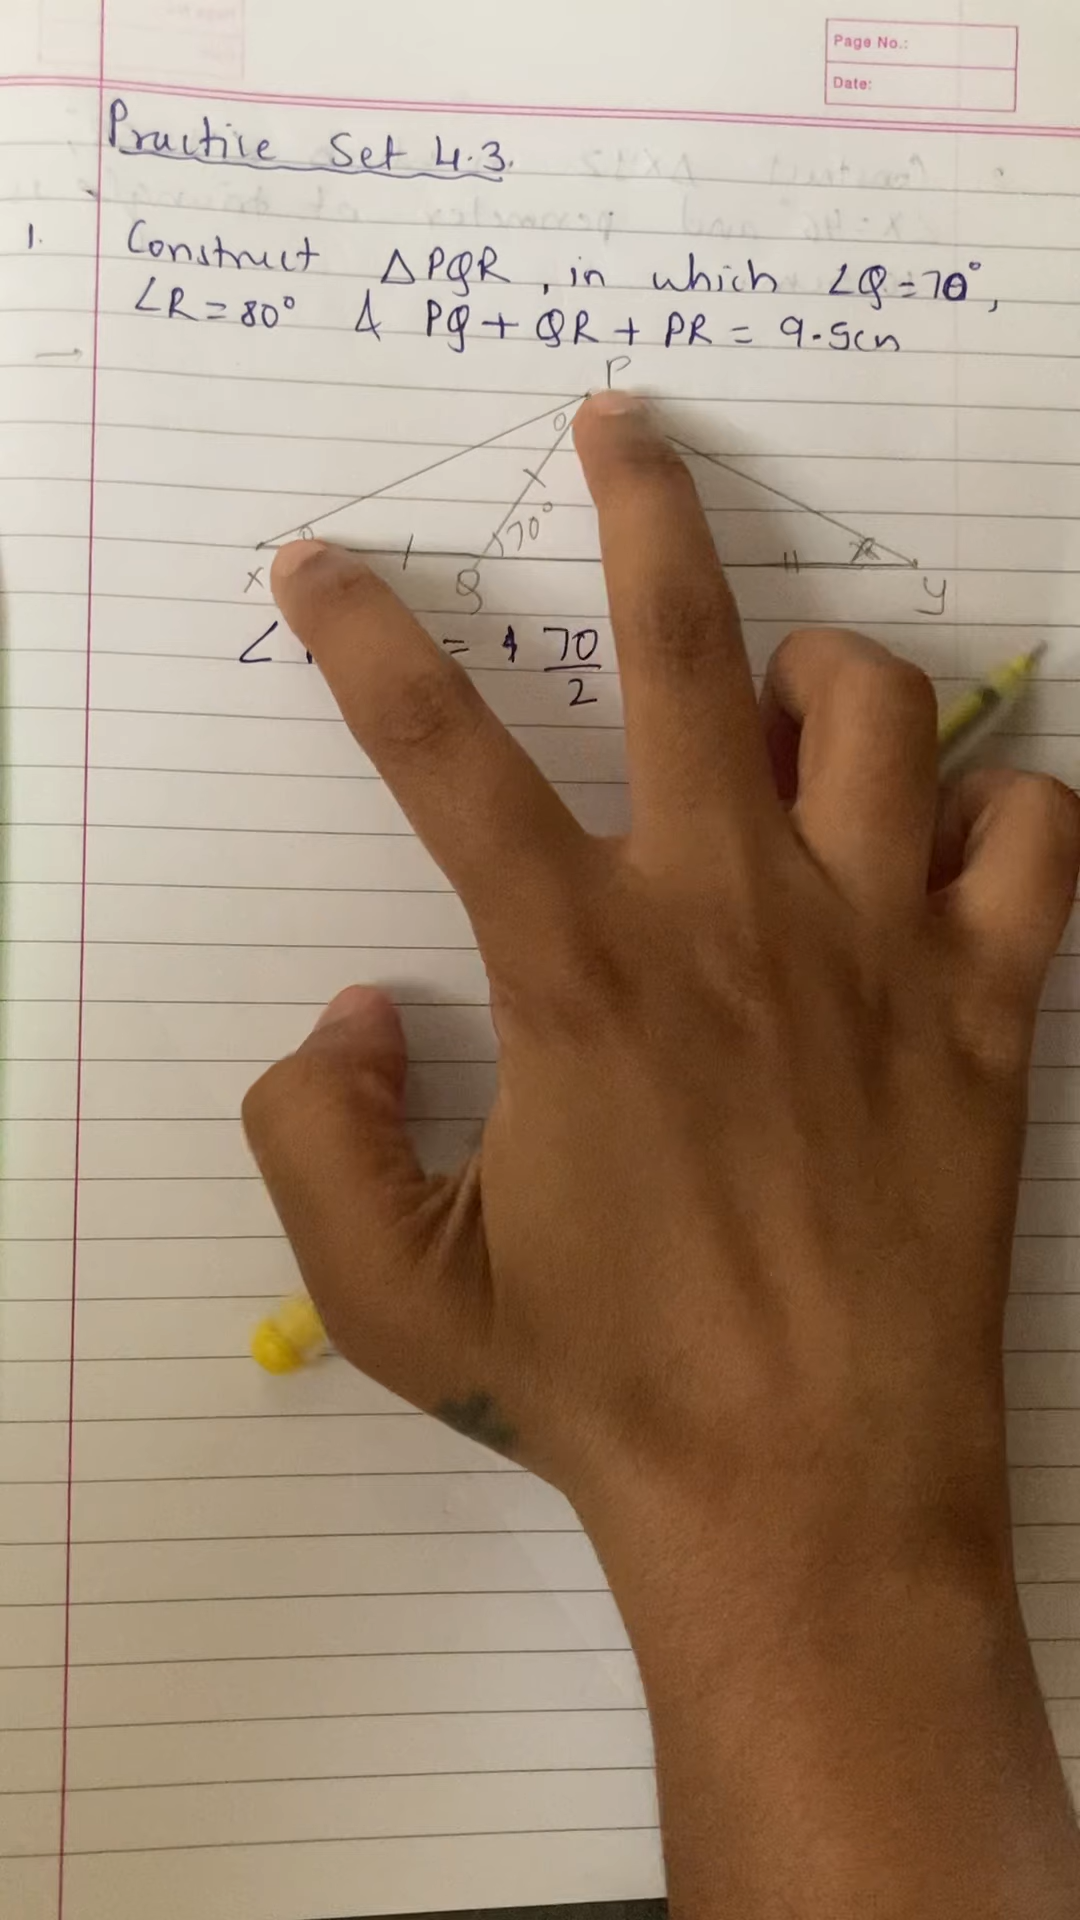 Page No.:
Date:
Practice Set 4.3.
1. Construct △PQR, in which ∠Q = 70°,
∠R = 80° & PQ + QR + PR = 9.5cm
P
70°
X Q y
∠ = 70/2